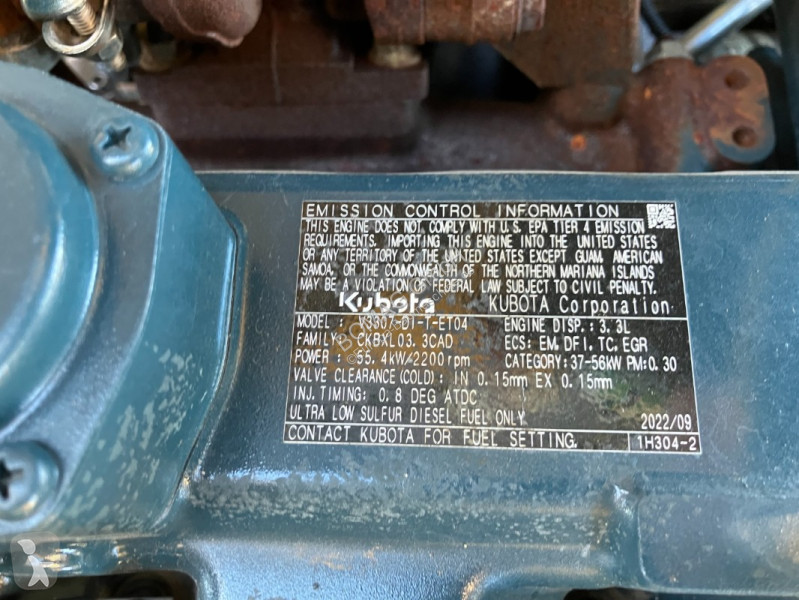 EMISSION CONTROL INFORMATION
THIS ENGINE DOES NOT COMPLY WITH U.S. EPA TIER 4 EMISSION
REQUIREMENTS. IMPORTING THIS ENGINE INTO THE UNITED STATES
OR ANY TERRITORY OF THE UNITED STATES EXCEPT GUAM, AMERICAN
SAMOA, OR THE COMMONWEALTH OF THE NORTHERN MARIANA ISLANDS
MAY BE A VIOLATION OF FEDERAL LAW SUBJECT TO CIVIL PENALTY.
Kubota KUBOTA Corporation
MODEL: V3307-DI-T-ET04 ENGINE DISP.: 3.3L
FAMILY: CKBXL03.3CAD ECS: EM, DFI, TC, EGR
POWER: 55.4kW/2200rpm CATEGORY: 37-56kW PM: 0.30
VALVE CLEARANCE (COLD): IN 0.15mm EX 0.15mm
INJ. TIMING: 0.8 DEG ATDC
ULTRA LOW SULFUR DIESEL FUEL ONLY 2022/09
CONTACT KUBOTA FOR FUEL SETTING. 1H304-2